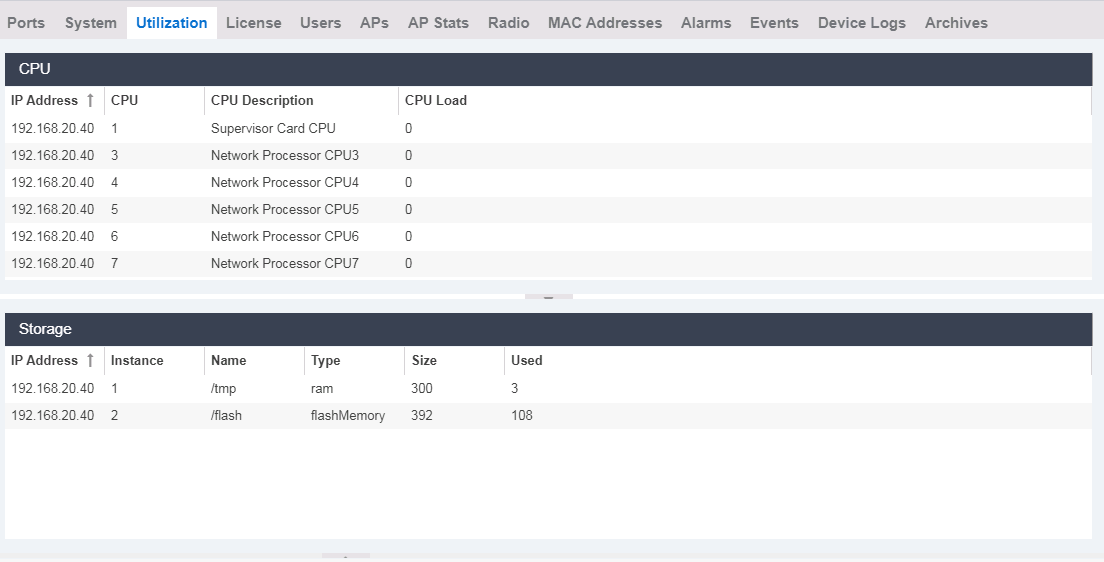 Ports System Utilization License Users APs AP Stats Radio MAC Addresses Alarms Events Device Logs Archives
CPU
IP Address ↑ CPU CPU Description CPU Load
192.168.20.40 1 Supervisor Card CPU 0
192.168.20.40 3 Network Processor CPU3 0
192.168.20.40 4 Network Processor CPU4 0
192.168.20.40 5 Network Processor CPU5 0
192.168.20.40 6 Network Processor CPU6 0
192.168.20.40 7 Network Processor CPU7 0
Storage
IP Address ↑ Instance Name Type Size Used
192.168.20.40 1 /tmp ram 300 3
192.168.20.40 2 /flash flashMemory 392 108